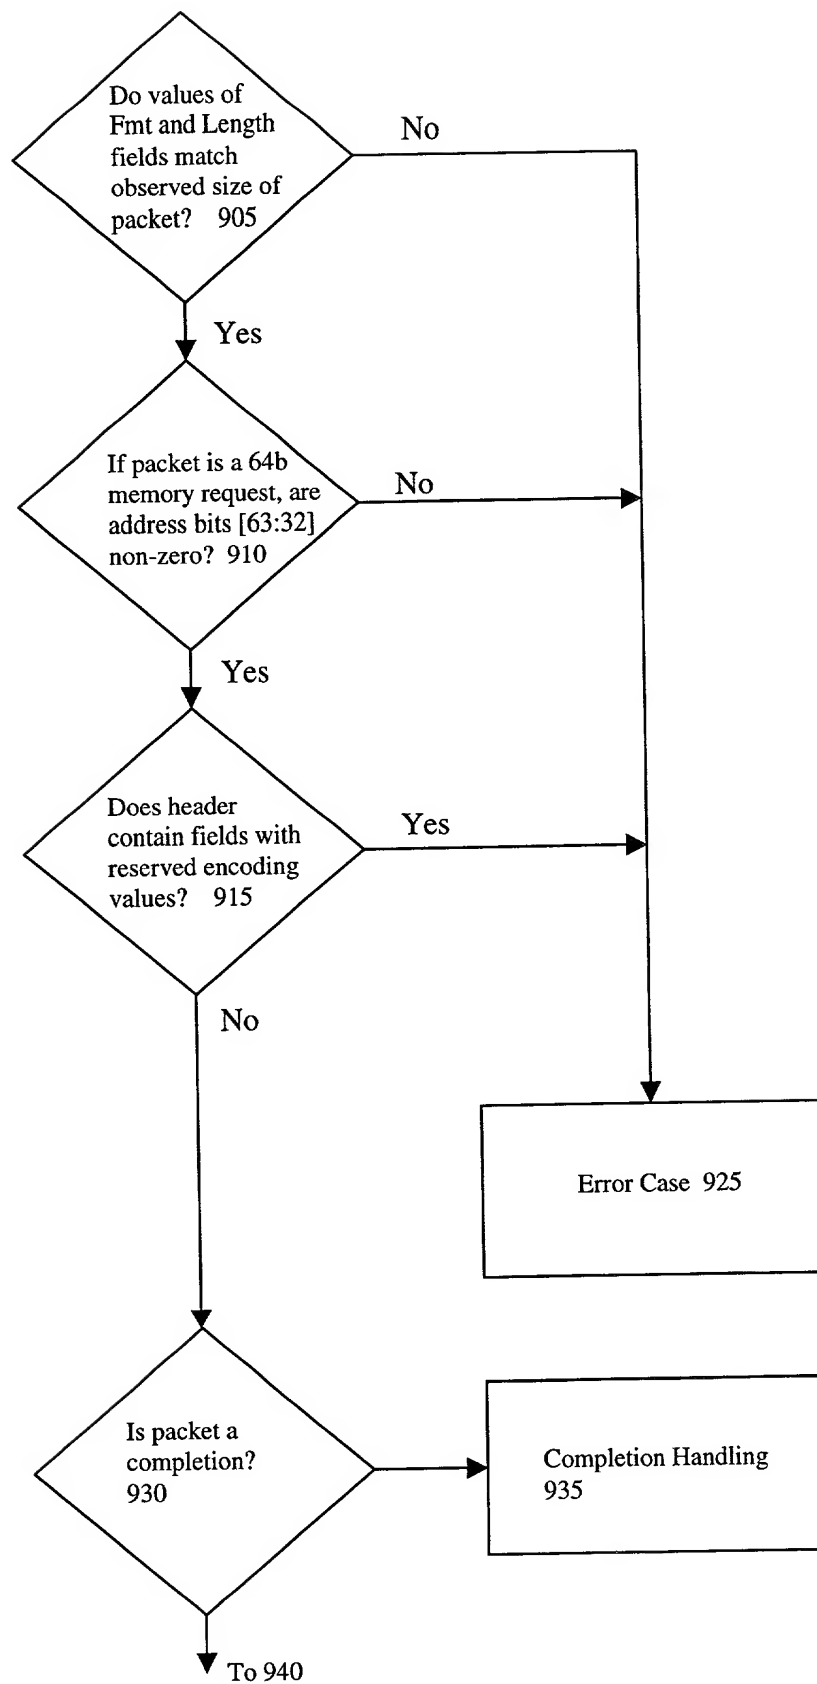 Do values of
Fmt and Length
fields match
observed size of
packet? 905
No
Yes
If packet is a 64b
memory request, are
address bits [63:32]
non-zero? 910
No
Yes
Does header
contain fields with
reserved encoding
values? 915
Yes
No
Error Case 925
Is packet a
completion?
930
Completion Handling
935
To 940